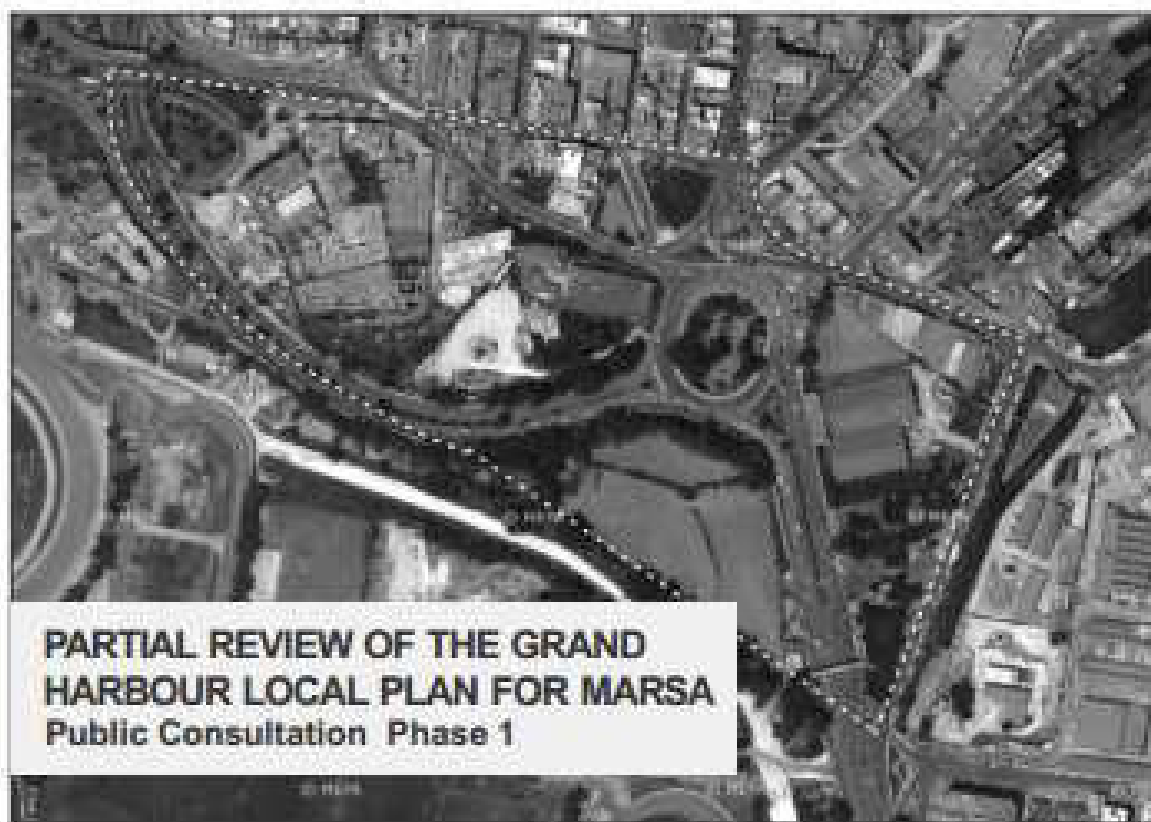 PARTIAL REVIEW OF THE GRAND
HARBOUR LOCAL PLAN FOR MARSA
Public Consultation Phase 1